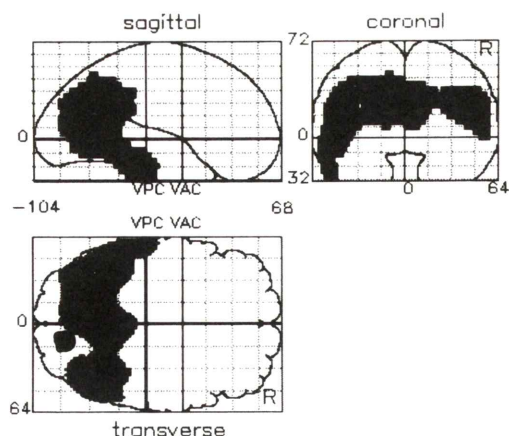 sagittal
coronal
72
R
0
0
32
VPC VAC
0
64
-104
68
VPC VAC
0
R
64
transverse